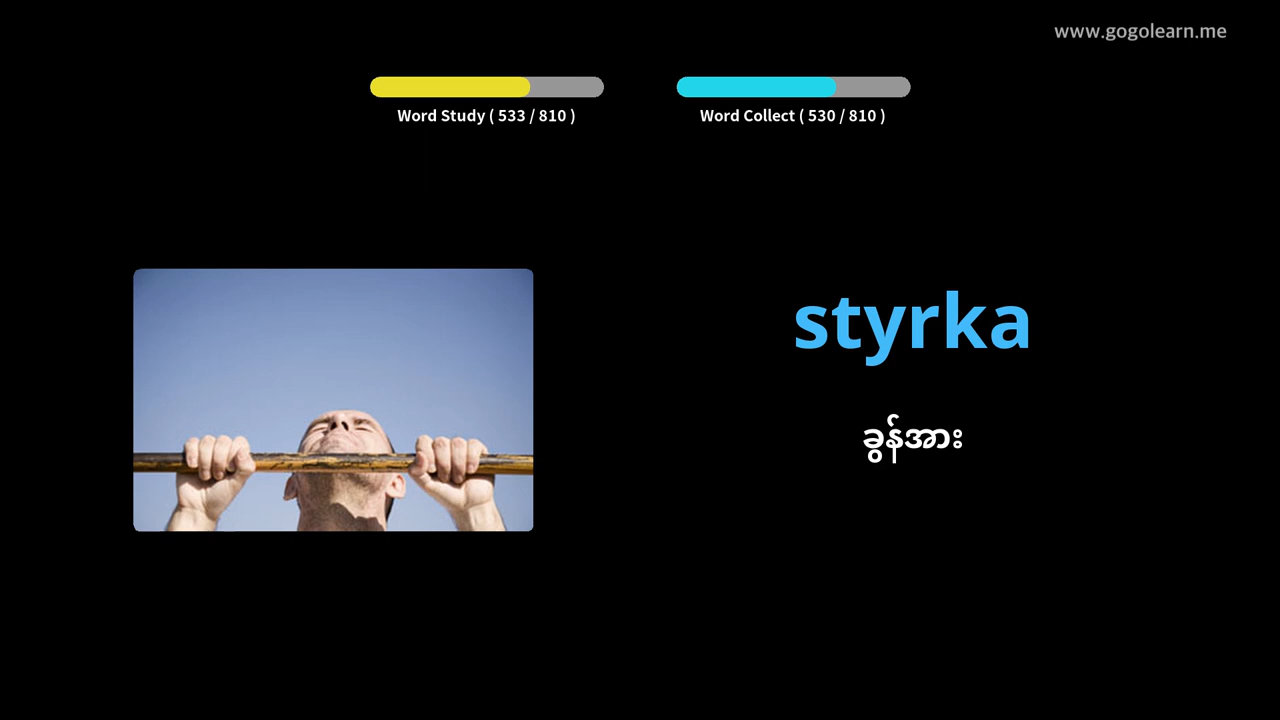 www.gogolearn.me
Word Study ( 533 / 810 )
Word Collect ( 530 / 810 )
styrka
ခွန်အား